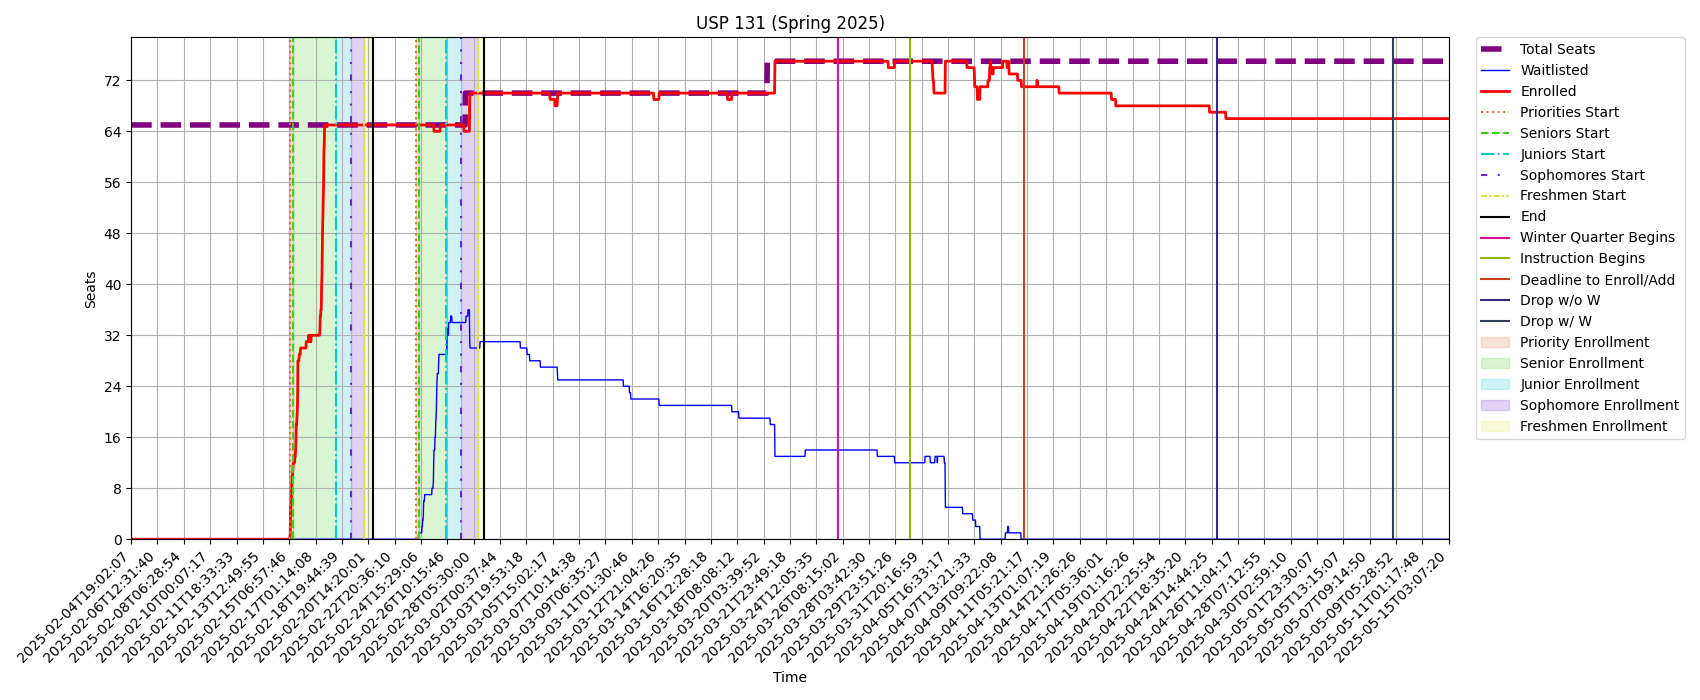 USP 131 (Spring 2025)
Seats
72
64
56
48
40
32
24
16
8
0
2025-02-04T19:02:07
2025-02-06T12:31:40
2025-02-08T06:28:54
2025-02-10T00:07:17
2025-02-11T18:33:33
2025-02-13T12:49:55
2025-02-15T06:57:46
2025-02-17T01:14:08
2025-02-18T19:44:39
2025-02-20T14:20:01
2025-02-22T20:36:10
2025-02-24T15:29:06
2025-02-26T10:15:46
2025-02-28T05:30:00
2025-03-02T00:37:44
2025-03-03T19:53:18
2025-03-05T15:02:17
2025-03-07T10:14:38
2025-03-09T06:35:27
2025-03-11T01:30:46
2025-03-12T21:04:26
2025-03-14T16:20:35
2025-03-16T12:28:18
2025-03-18T08:08:12
2025-03-20T03:39:52
2025-03-21T23:49:18
2025-03-24T12:05:35
2025-03-26T08:15:02
2025-03-28T03:42:30
2025-03-29T23:51:26
2025-03-31T20:16:59
2025-04-05T16:33:17
2025-04-07T13:21:33
2025-04-09T09:22:08
2025-04-11T05:21:17
2025-04-13T01:07:19
2025-04-14T21:26:26
2025-04-17T05:36:01
2025-04-19T01:16:26
2025-04-20T22:25:54
2025-04-22T18:35:20
2025-04-24T14:44:25
2025-04-26T11:04:17
2025-04-28T07:12:55
2025-04-30T02:59:10
2025-05-01T23:30:07
2025-05-05T13:15:07
2025-05-07T09:14:50
2025-05-09T05:28:52
2025-05-11T01:17:48
2025-05-15T03:07:20
Time
Total Seats
Waitlisted
Enrolled
Priorities Start
Seniors Start
Juniors Start
Sophomores Start
Freshmen Start
End
Winter Quarter Begins
Instruction Begins
Deadline to Enroll/Add
Drop w/o W
Drop w/ W
Priority Enrollment
Senior Enrollment
Junior Enrollment
Sophomore Enrollment
Freshmen Enrollment